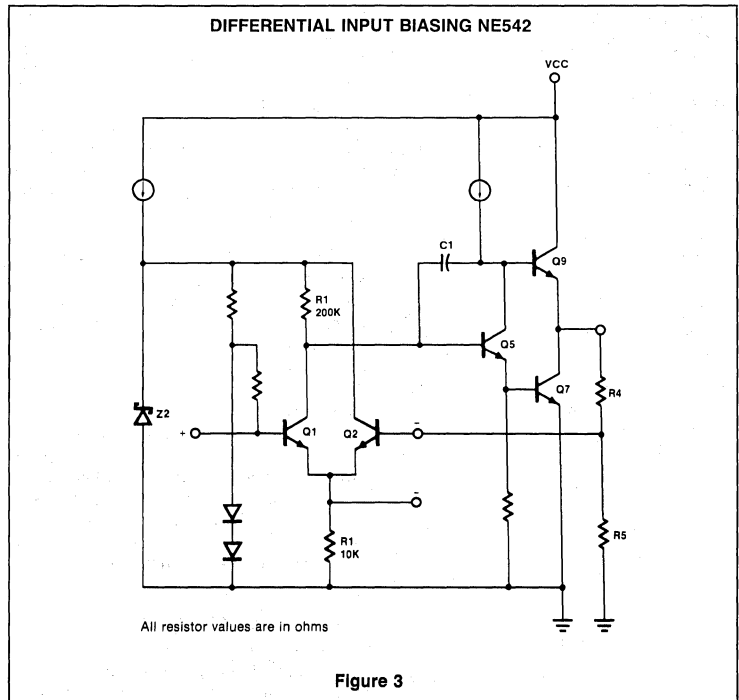 DIFFERENTIAL INPUT BIASING NE542
VCC
C1
Q9
R1
200K
Q5
Q7
R4
Z2
+
Q1
Q2
-
-
R1
10K
R5
All resistor values are in ohms
Figure 3